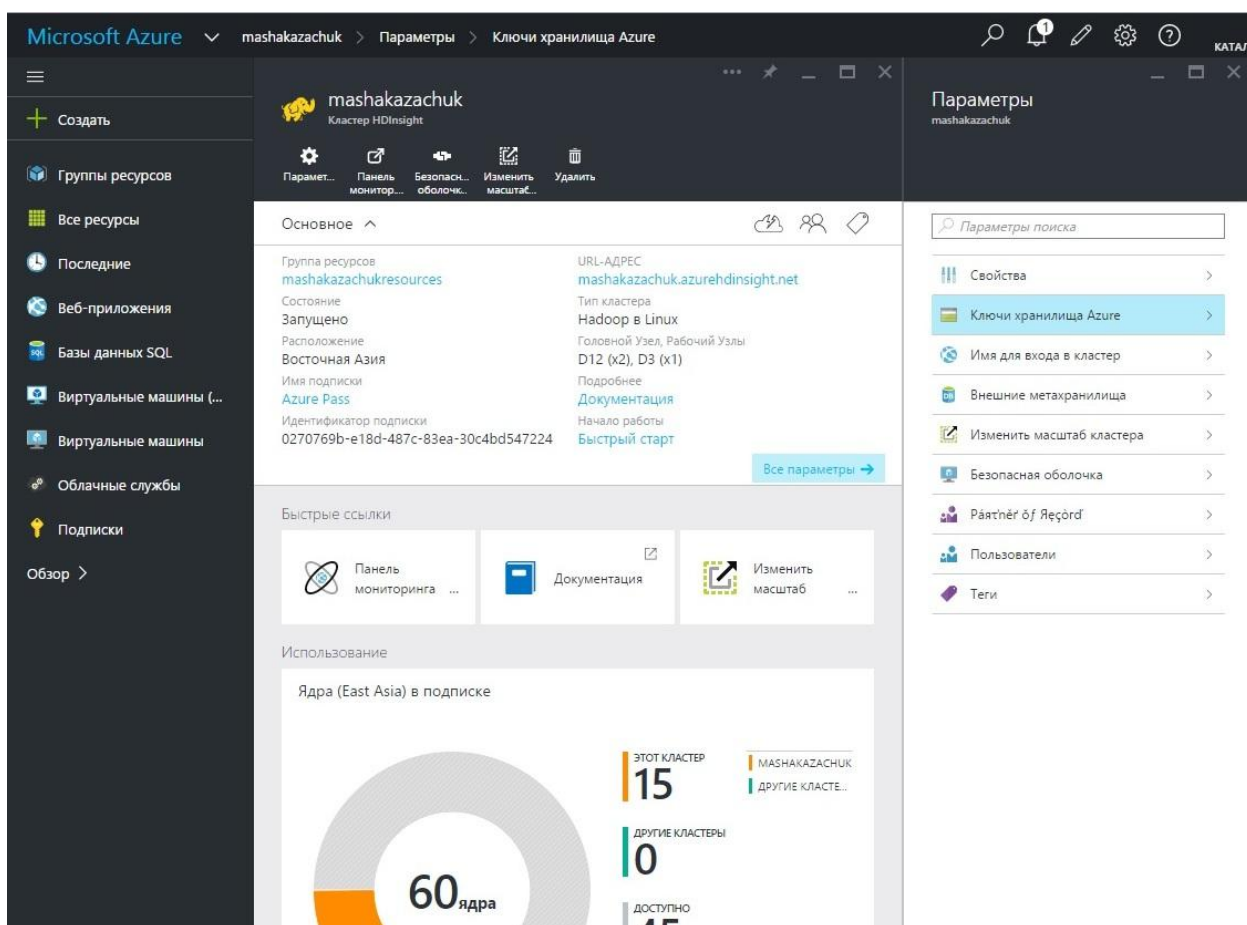 Microsoft Azure mashakazachuk > Параметры > Ключи хранилища Azure 1
Создать
Группы ресурсов
Все ресурсы
Последние
Веб-приложения
Базы данных SQL
Виртуальные машины (...
Виртуальные машины
Облачные службы
Подписки
Обзор >
mashakazachuk
Кластер HDInsight
Парамет...
Панель
монитор...
Безопасн...
оболочк...
Изменить
масштаб...
Удалить
Основное
Группа ресурсов
mashakazachukresources
Состояние
Запущено
Расположение
Восточная Азия
Имя подписки
Azure Pass
Идентификатор подписки
0270769b-e18d-487c-83ea-30c4bd547224
URL-АДРЕС
mashakazachuk.azurehdinsight.net
Тип кластера
Hadoop в Linux
Головной Узел, Рабочий Узлы
D12 (x2), D3 (x1)
Подробнее
Документация
Начало работы
Быстрый старт
Все параметры →
Быстрые ссылки
Панель
мониторинга ...
Документация
Изменить
масштаб ...
Использование
Ядра (East Asia) в подписке
60 ядра
ЭТОТ КЛАСТЕР
15
ДРУГИЕ КЛАСТЕРЫ
0
ДОСТУПНО
MASHAKAZACHUK
ДРУГИЕ КЛАСТЕ...
Параметры
mashakazachuk
Параметры поиска
Свойства
Ключи хранилища Azure
Имя для входа в кластер
Внешние метахранилища
Изменить масштаб кластера
Безопасная оболочка
Пользователи
Теги